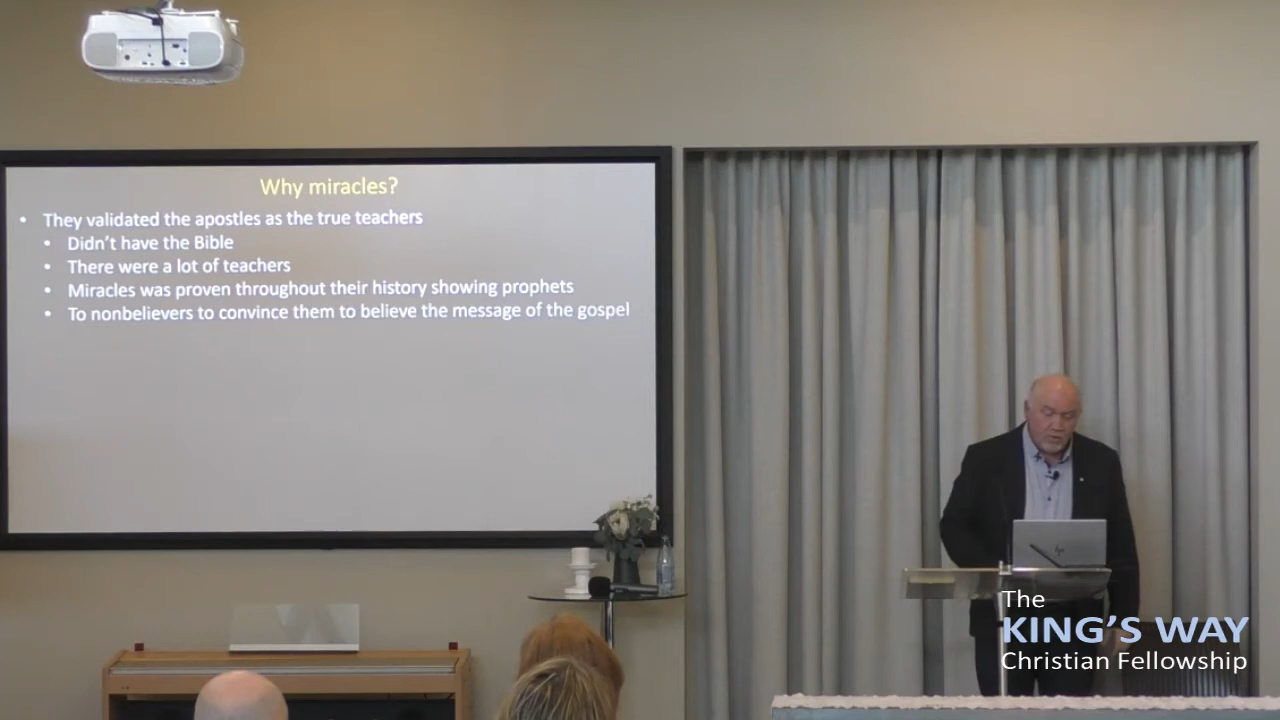 Why miracles?
• They validated the apostles as the true teachers
• Didn't have the Bible
• There were a lot of teachers
• Miracles was proven throughout their history showing prophets
• To nonbelievers to convince them to believe the message of the gospel
hp
The
KING'S WAY
Christian Fellowship